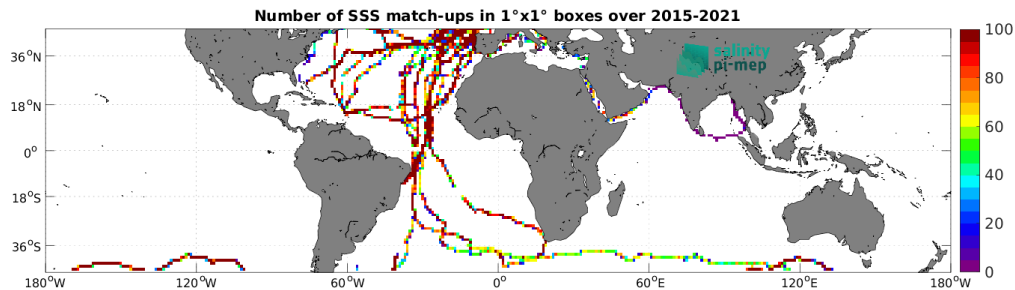 Number of SSS match-ups in 1°x1° boxes over 2015-2021
salinity
pi-mep
36°N
18°N
0°
18°S
36°S
180°W
120°W
60°W
0°
60°E
120°E
180°W
100
80
60
40
20
0